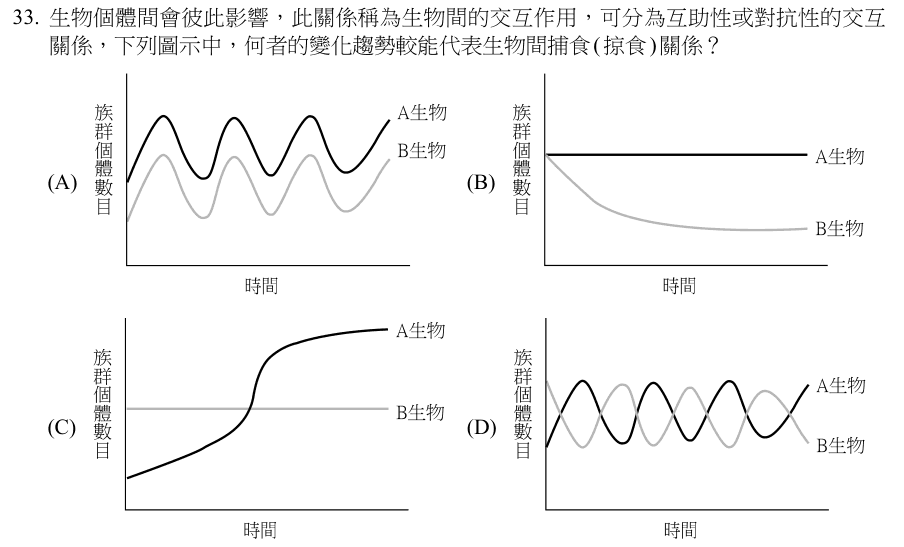 33. 生物個體間會彼此影響，此關係稱為生物間的交互作用，可分為互助性或對抗性的交互
關係，下列圖示中，何者的變化趨勢較能代表生物間捕食(掠食)關係？
(A)
族群個體數目
A生物
B生物
時間
(B)
族群個體數目
A生物
B生物
時間
(C)
族群個體數目
A生物
B生物
時間
(D)
族群個體數目
A生物
B生物
時間